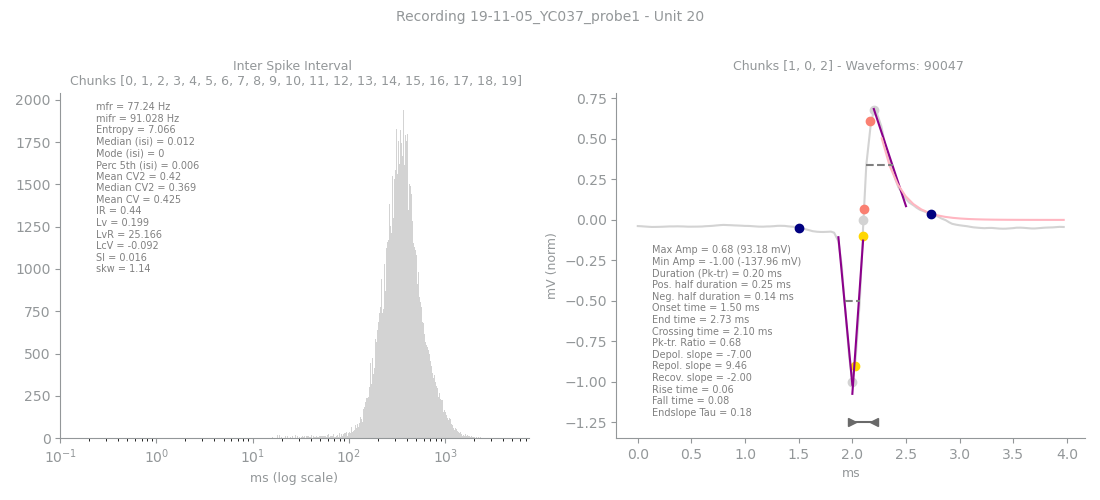 Recording 19-11-05_YC037_probe1 - Unit 20
Inter Spike Interval
Chunks [0, 1, 2, 3, 4, 5, 6, 7, 8, 9, 10, 11, 12, 13, 14, 15, 16, 17, 18, 19]
2000
1750
1500
1250
1000
750
500
250
0
mfr = 77.24 Hz
mifr = 91.028 Hz
Entropy = 7.066
Median (isi) = 0.012
Mode (isi) = 0
Perc 5th (isi) = 0.006
Mean CV2 = 0.42
Median CV2 = 0.369
Mean CV = 0.425
IR = 0.44
Lv = 0.199
LvR = 25.166
LcV = -0.092
SI = 0.016
skw = 1.14
10⁻¹ 10⁰ 10¹ 10² 10³
ms (log scale)
Chunks [1, 0, 2] - Waveforms: 90047
mV (norm)
0.75
0.50
0.25
0.00
−0.25
−0.50
−0.75
−1.00
−1.25
Max Amp = 0.68 (93.18 mV)
Min Amp = -1.00 (-137.96 mV)
Duration (Pk-tr) = 0.20 ms
Pos. half duration = 0.25 ms
Neg. half duration = 0.14 ms
Onset time = 1.50 ms
End time = 2.73 ms
Crossing time = 2.10 ms
Pk-tr. Ratio = 0.68
Depol. slope = -7.00
Repol. slope = 9.46
Recov. slope = -2.00
Rise time = 0.06
Fall time = 0.08
Endslope Tau = 0.18
0.0 0.5 1.0 1.5 2.0 2.5 3.0 3.5 4.0
ms